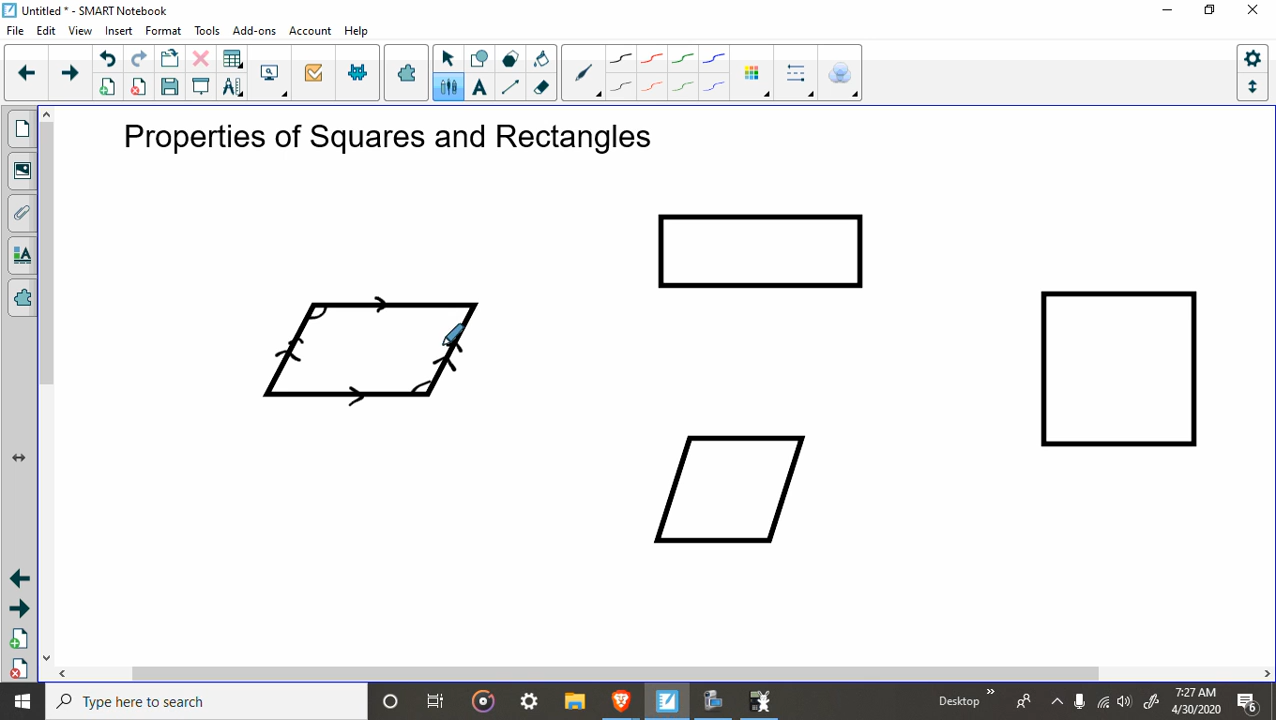 Untitled * - SMART Notebook
File Edit View Insert Format Tools Add-ons Account Help
Properties of Squares and Rectangles
Type here to search
Desktop
7:27 AM
4/30/2020
6